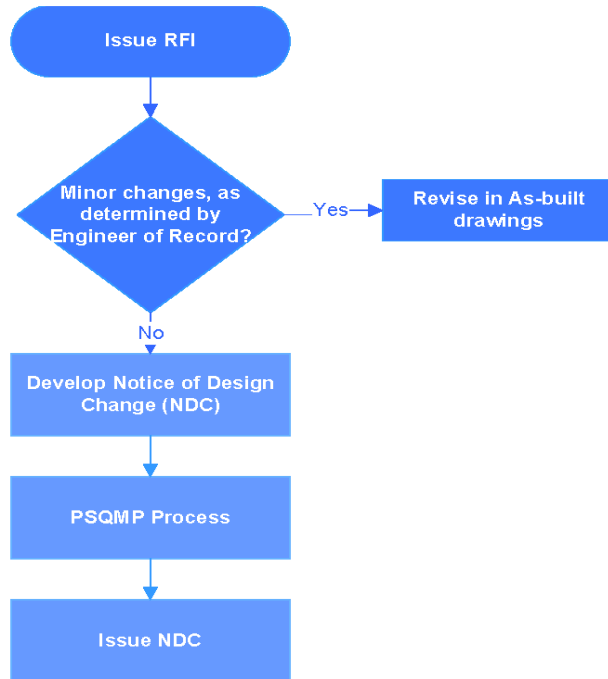 Issue RFI
Minor changes, as
determined by
Engineer of Record?
Yes
Revise in As-built
drawings
No
Develop Notice of Design
Change (NDC)
PSQMP Process
Issue NDC